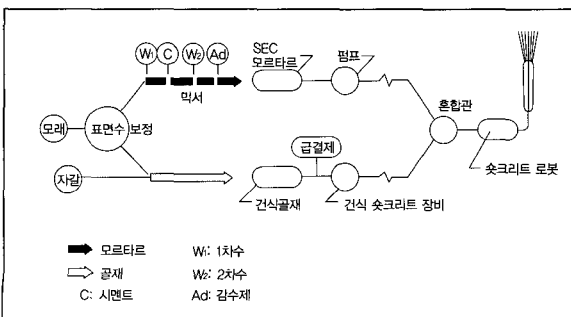 W₁ C W₂ Ad
믹서
SEC
모르타르
펌프
모래
표면수 보정
혼합관
숏크리트 로봇
자갈
급결제
건식골재
건식 숏크리트 장비
모르타르
W₁: 1차수
골재
W₂: 2차수
C: 시멘트
Ad: 감수제